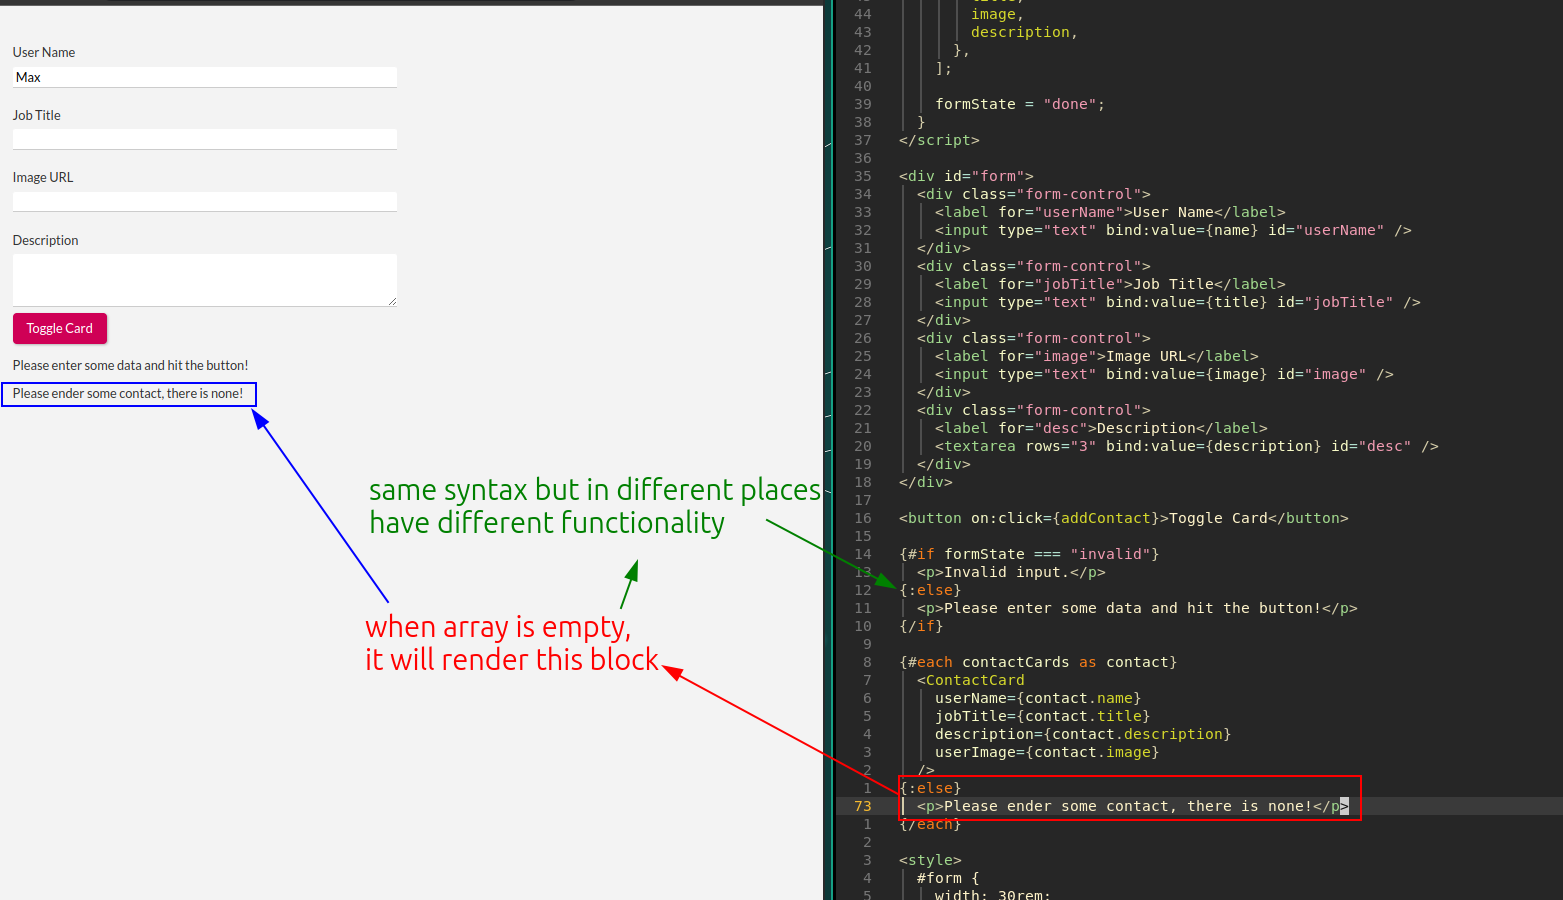 User Name
Max
Job Title
Image URL
Description
Toggle Card
Please enter some data and hit the button!
Please ender some contact, there is none!
same syntax but in different places
have different functionality
when array is empty,
it will render this block
44 image,
43 description,
42 },
41 ];
40
39 formState = "done";
38 }
37 </script>
36
35 <div id="form">
34 <div class="form-control">
33 <label for="userName">User Name</label>
32 <input type="text" bind:value={name} id="userName" />
31 </div>
30 <div class="form-control">
29 <label for="jobTitle">Job Title</label>
28 <input type="text" bind:value={title} id="jobTitle" />
27 </div>
26 <div class="form-control">
25 <label for="image">Image URL</label>
24 <input type="text" bind:value={image} id="image" />
23 </div>
22 <div class="form-control">
21 <label for="desc">Description</label>
20 <textarea rows="3" bind:value={description} id="desc" />
19 </div>
18 </div>
17
16 <button on:click={addContact}>Toggle Card</button>
15
14 {#if formState === "invalid"}
13 <p>Invalid input.</p>
12 {:else}
11 <p>Please enter some data and hit the button!</p>
10 {/if}
9
8 {#each contactCards as contact}
7 <ContactCard
6 userName={contact.name}
5 jobTitle={contact.title}
4 description={contact.description}
3 userImage={contact.image}
2 />
1 {:else}
73 <p>Please ender some contact, there is none!</p>
1 {/each}
2
3 <style>
4 #form {
5 width: 30rem;